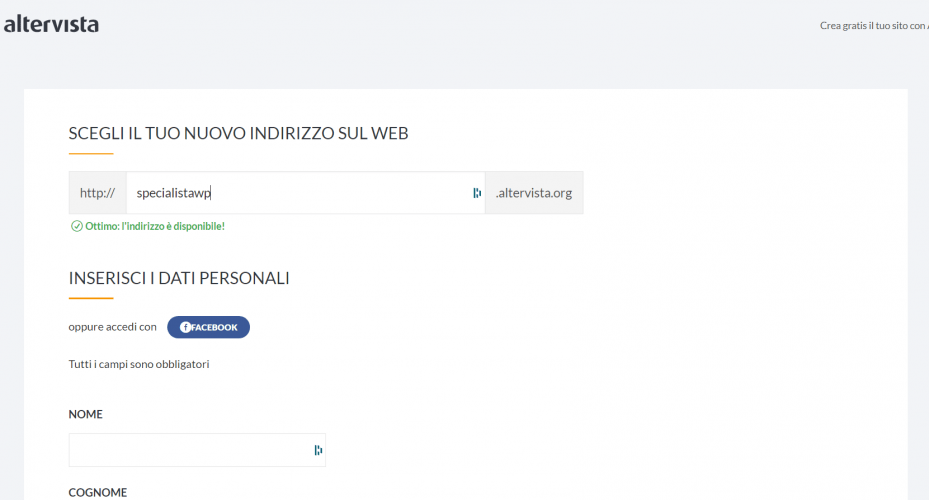 altervista
Crea gratis il tuo sito con
SCEGLI IL TUO NUOVO INDIRIZZO SUL WEB
http:// specialistawp .altervista.org
Ottimo: l'indirizzo è disponibile!
INSERISCI I DATI PERSONALI
oppure accedi con FACEBOOK
Tutti i campi sono obbligatori
NOME
COGNOME